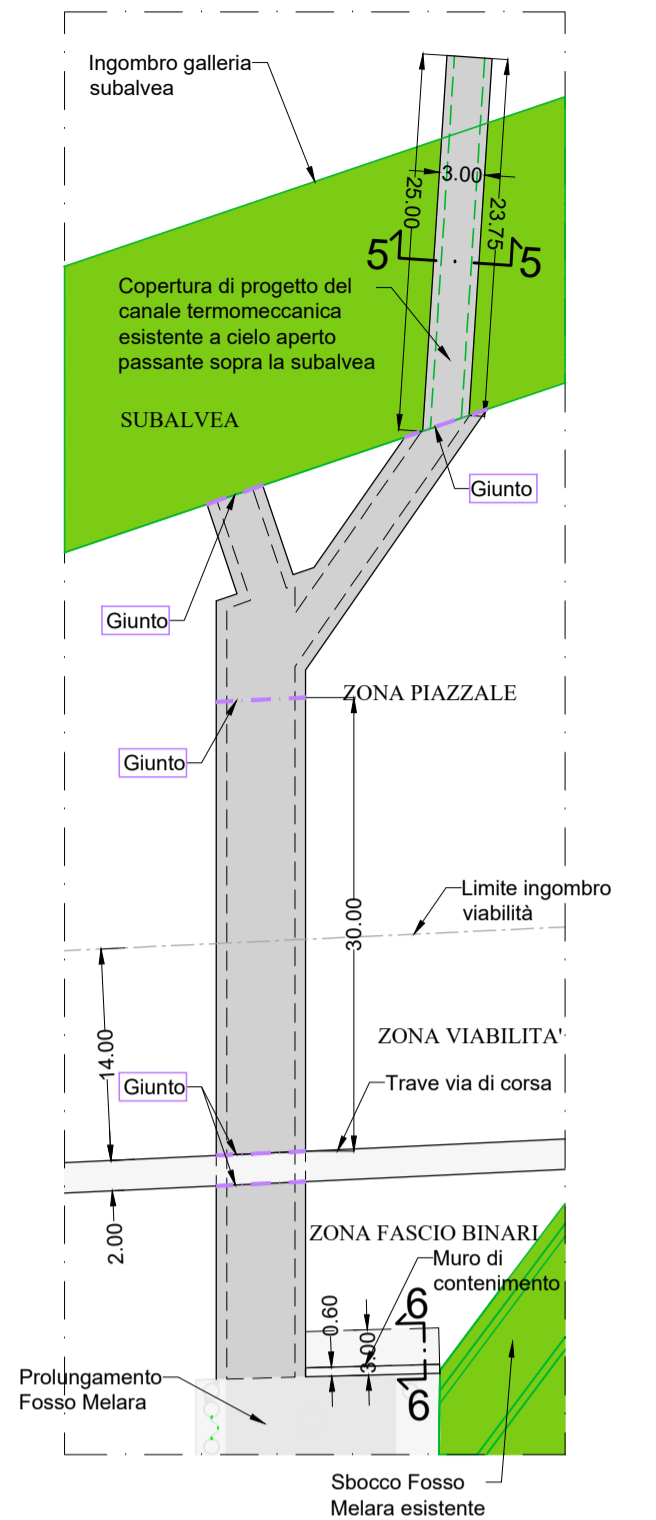 Ingombro galleria
subalvea
3.00
25.00
23.75
5
5
Copertura di progetto del
canale termomeccanica
esistente a cielo aperto
passante sopra la subalvea
SUBALVEA
Giunto
Giunto
ZONA PIAZZALE
Giunto
Limite ingombro
viabilità
30.00
ZONA VIABILITA'
14.00
Giunto
Trave via di corsa
2.00
ZONA FASCIO BINARI
Muro di
contenimento
0.60
3.00
6
6
Prolungamento
Fosso Melara
Sbocco Fosso
Melara esistente